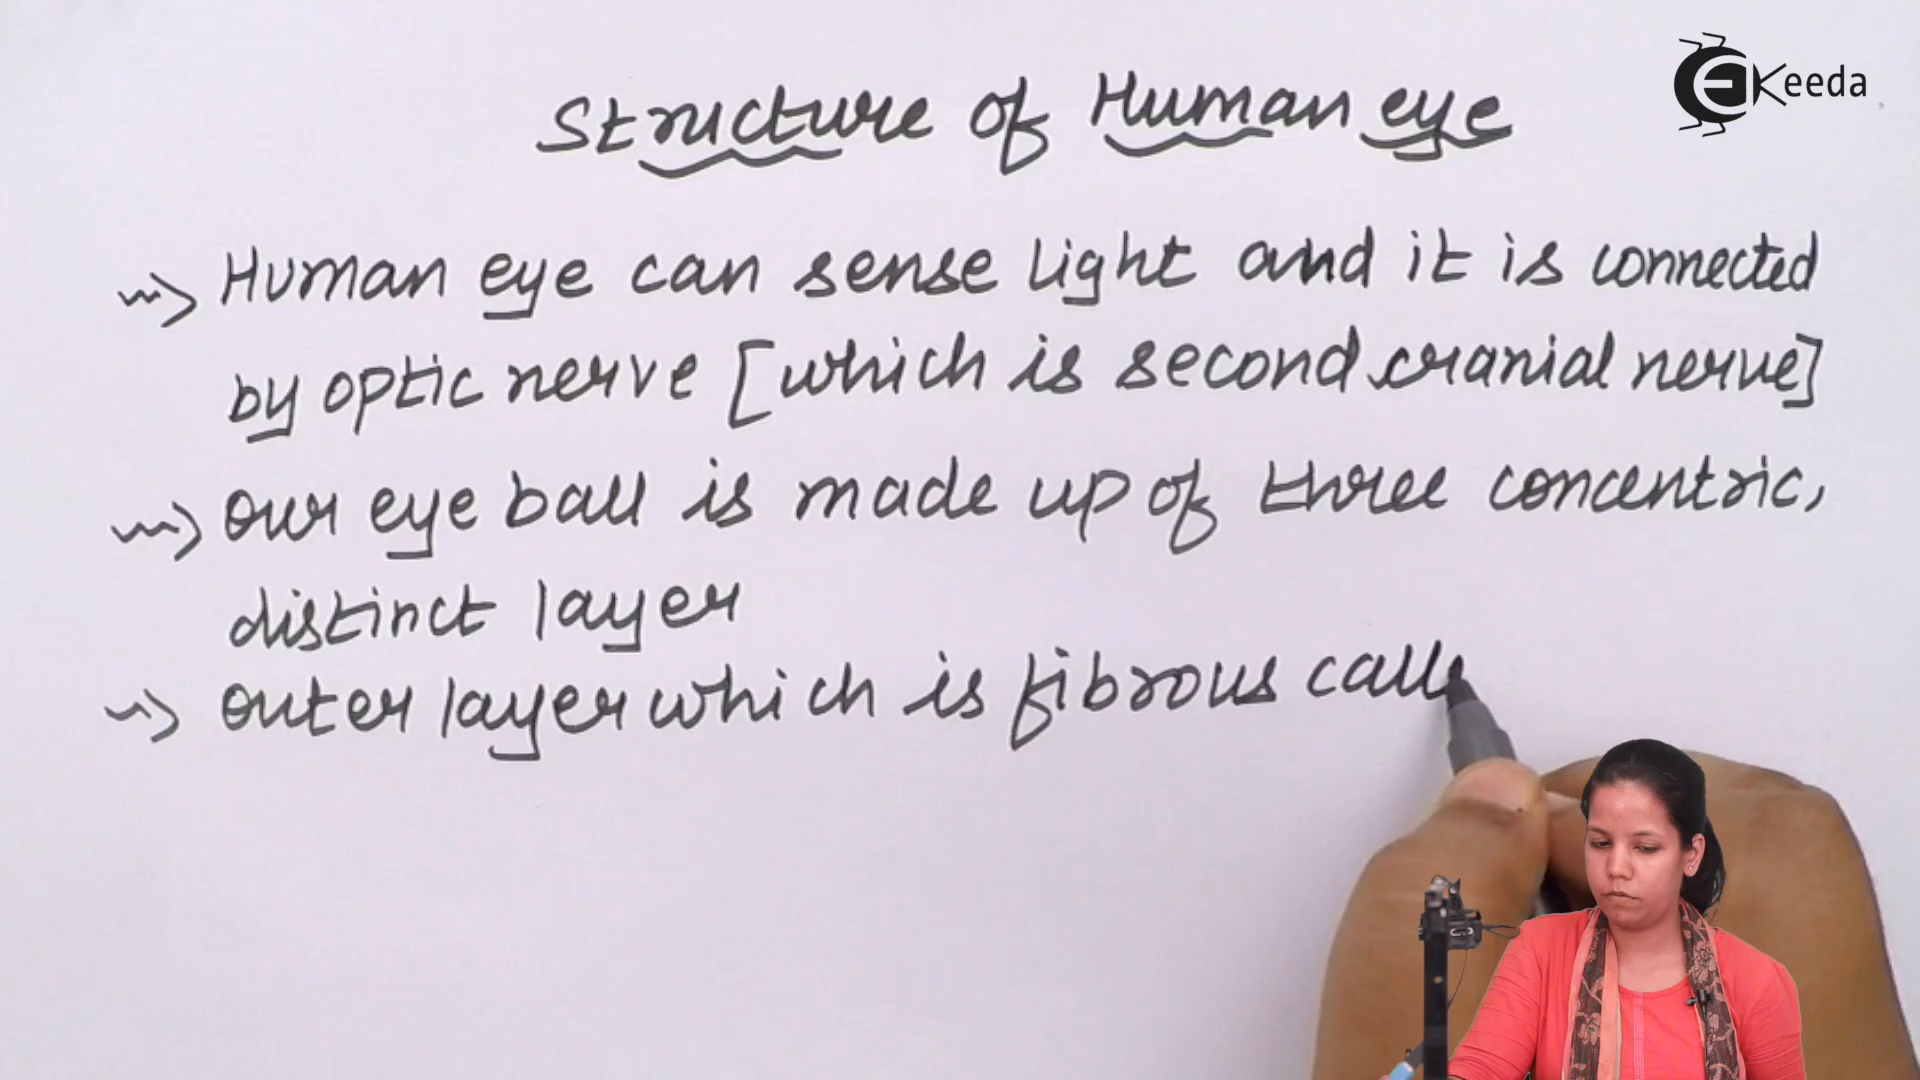 Structure of Human eye
EKeeda
⇝ Human eye can sense light and it is connected
by optic nerve [which is second cranial nerve]
⇝ Our eye ball is made up of three concentric,
distinct layer
⇝ Outer layer which is fibrous calle